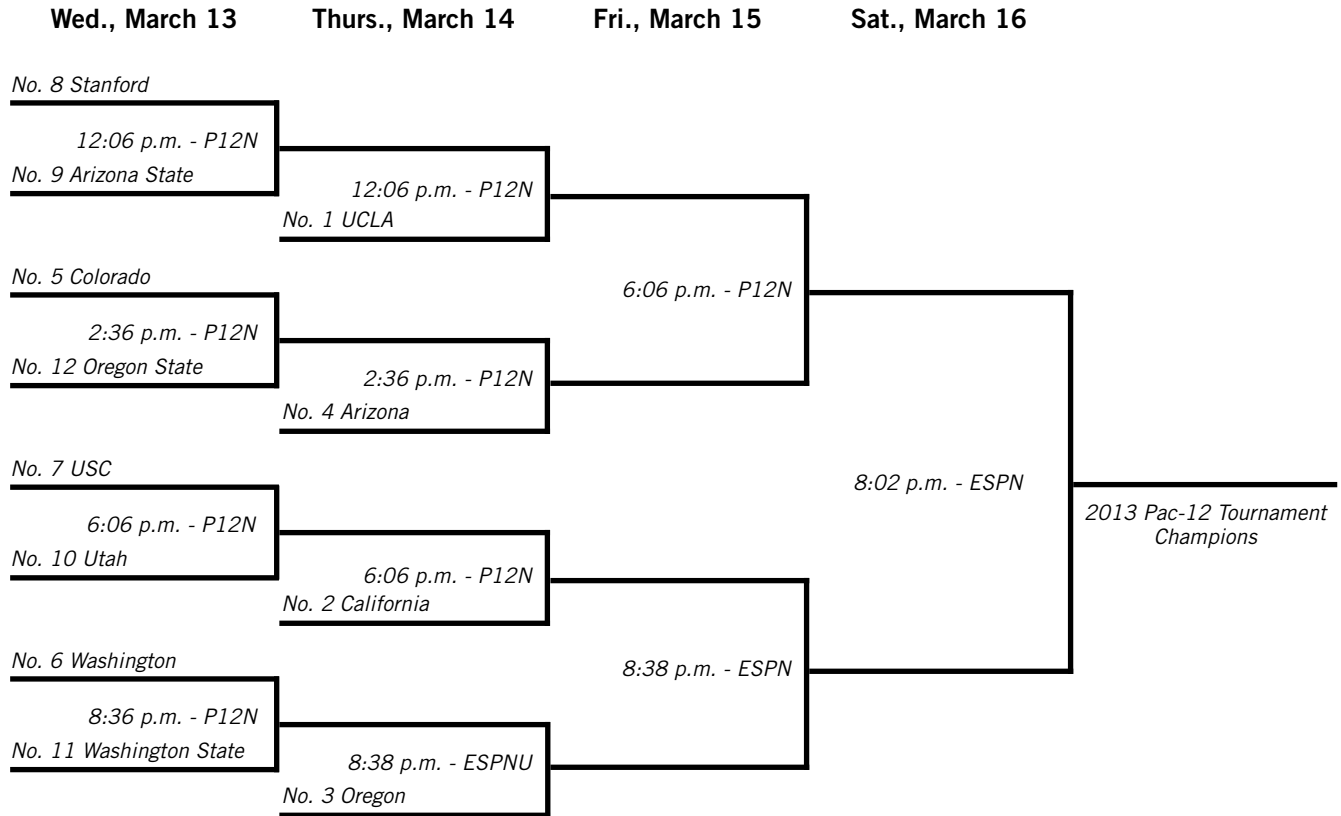 Wed., March 13
Thurs., March 14
Fri., March 15
Sat., March 16
No. 8 Stanford
12:06 p.m. - P12N
No. 9 Arizona State
12:06 p.m. - P12N
No. 1 UCLA
No. 5 Colorado
6:06 p.m. - P12N
2:36 p.m. - P12N
No. 12 Oregon State
2:36 p.m. - P12N
No. 4 Arizona
No. 7 USC
8:02 p.m. - ESPN
6:06 p.m. - P12N
2013 Pac-12 Tournament
Champions
No. 10 Utah
6:06 p.m. - P12N
No. 2 California
No. 6 Washington
8:38 p.m. - ESPN
8:36 p.m. - P12N
No. 11 Washington State
8:38 p.m. - ESPNU
No. 3 Oregon